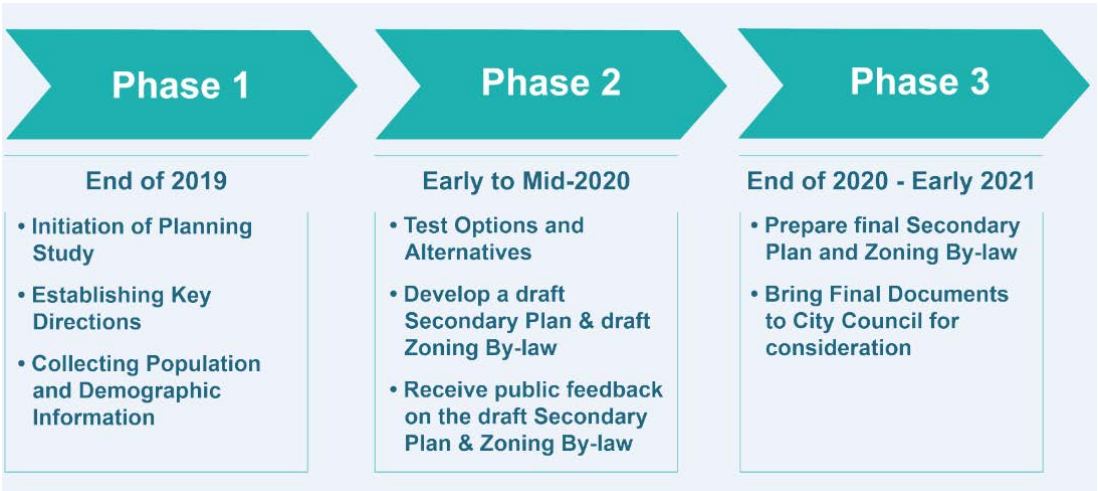 Phase 1
End of 2019
• Initiation of Planning
Study
• Establishing Key
Directions
• Collecting Population
and Demographic
Information
Phase 2
Early to Mid-2020
• Test Options and
Alternatives
• Develop a draft
Secondary Plan & draft
Zoning By-law
• Receive public feedback
on the draft Secondary
Plan & Zoning By-law
Phase 3
End of 2020 - Early 2021
• Prepare final Secondary
Plan and Zoning By-law
• Bring Final Documents
to City Council for
consideration